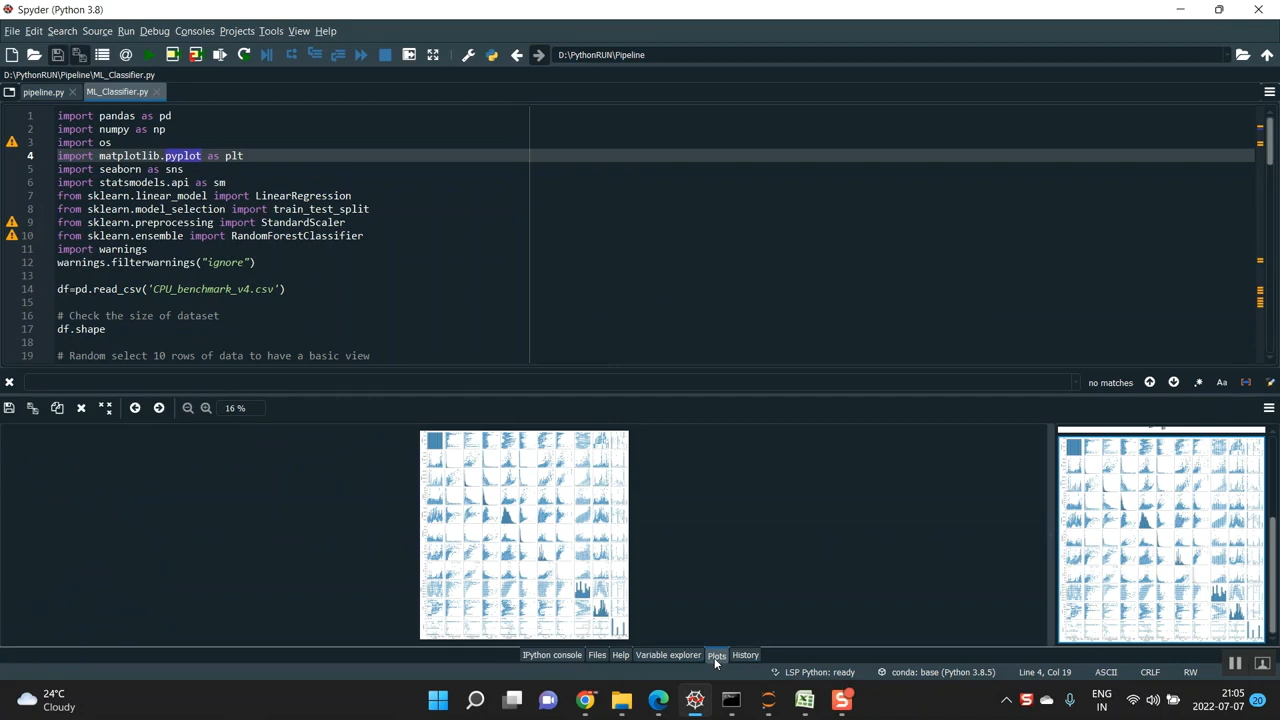 Spyder (Python 3.8)
File Edit Search Source Run Debug Consoles Projects Tools View Help
D:\PythonRUN\Pipeline
D:\PythonRUN\Pipeline\ML_Classifier.py
pipeline.py ML_Classifier.py
1 import pandas as pd
2 import numpy as np
3 import os
4 import matplotlib.pyplot as plt
5 import seaborn as sns
6 import statsmodels.api as sm
7 from sklearn.linear_model import LinearRegression
8 from sklearn.model_selection import train_test_split
9 from sklearn.preprocessing import StandardScaler
10 from sklearn.ensemble import RandomForestClassifier
11 import warnings
12 warnings.filterwarnings("ignore")
13
14 df=pd.read_csv('CPU_benchmark_v4.csv')
15
16 # Check the size of dataset
17 df.shape
18
19 # Random select 10 rows of data to have a basic view
no matches .* Aa
16 %
IPython console Files Help Variable explorer Plots History
LSP Python: ready conda: base (Python 3.8.5) Line 4, Col 19 ASCII CRLF RW
24°C
Cloudy
ENG
IN
21:05
2022-07-07
20